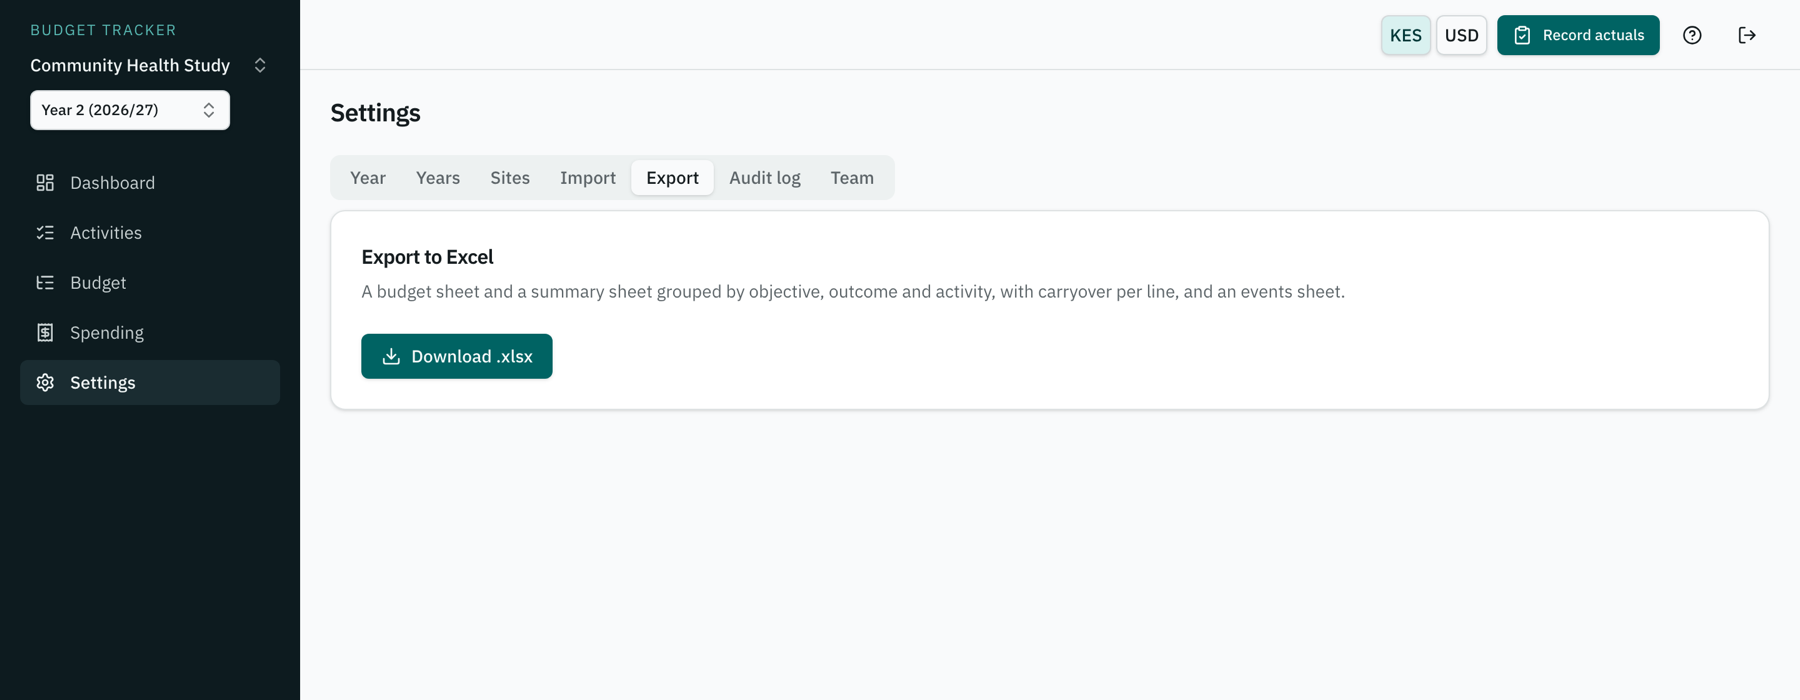 BUDGET TRACKER
Community Health Study
Year 2 (2026/27)
Dashboard
Activities
Budget
Spending
Settings
KES
USD
Record actuals
Settings
Year
Years
Sites
Import
Export
Audit log
Team
Export to Excel
A budget sheet and a summary sheet grouped by objective, outcome and activity, with carryover per line, and an events sheet.
Download .xlsx